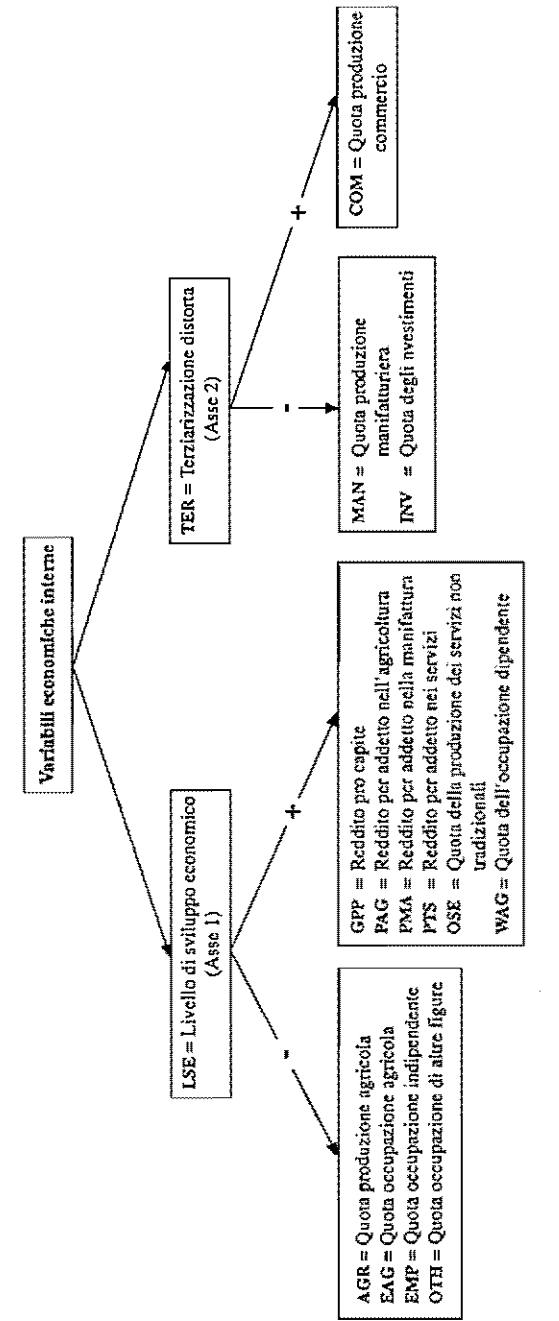 Variabili economiche interne
LSE = Livello di sviluppo economico
(Asse 1)
TER = Terziarizzazione distorta
(Asse 2)
-
+
-
+
AGR = Quota produzione agricola
EAG = Quota occupazione agricola
EMP = Quota occupazione indipendente
OTH = Quota occupazione di altre figure
GPP = Reddito pro capite
PAG = Reddito per addetto nell'agricoltura
PMA = Reddito per addetto nella manifattura
PTS = Reddito per addetto nei servizi
OSE = Quota della produzione dei servizi non
tradizionali
WAG = Quota dell'occupazione dipendente
MAN = Quota produzione
manifatturiera
INV = Quota degli nvestimenti
COM = Quota produzione
commercio